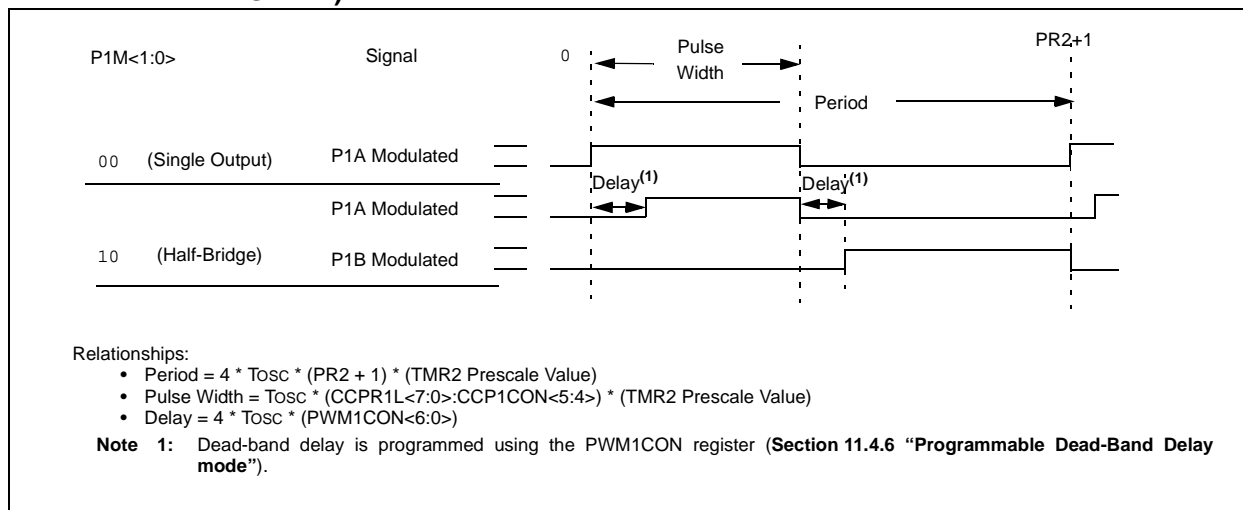 P1M<1:0> Signal 0 Pulse Width PR2+1
Period
00 (Single Output) P1A Modulated
Delay(1) Delay(1)
P1A Modulated
10 (Half-Bridge) P1B Modulated
Relationships:
• Period = 4 * TOSC * (PR2 + 1) * (TMR2 Prescale Value)
• Pulse Width = TOSC * (CCPR1L<7:0>:CCP1CON<5:4>) * (TMR2 Prescale Value)
• Delay = 4 * TOSC * (PWM1CON<6:0>)
Note 1: Dead-band delay is programmed using the PWM1CON register (Section 11.4.6 “Programmable Dead-Band Delay
mode”).